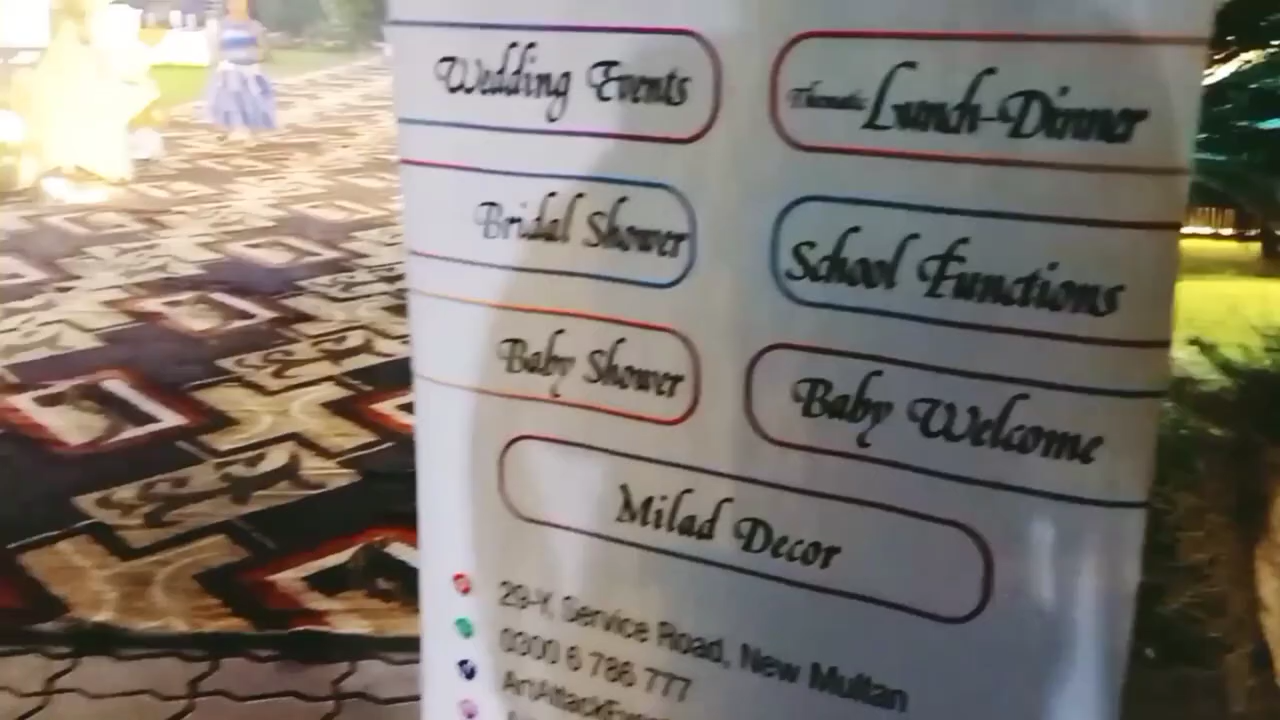 Wedding Events
Thematic Lunch-Dinner
Bridal Shower
School Functions
Baby Shower
Baby Welcome
Milad Decor
29-Y, Service Road, New Multan
0300 6 786 777